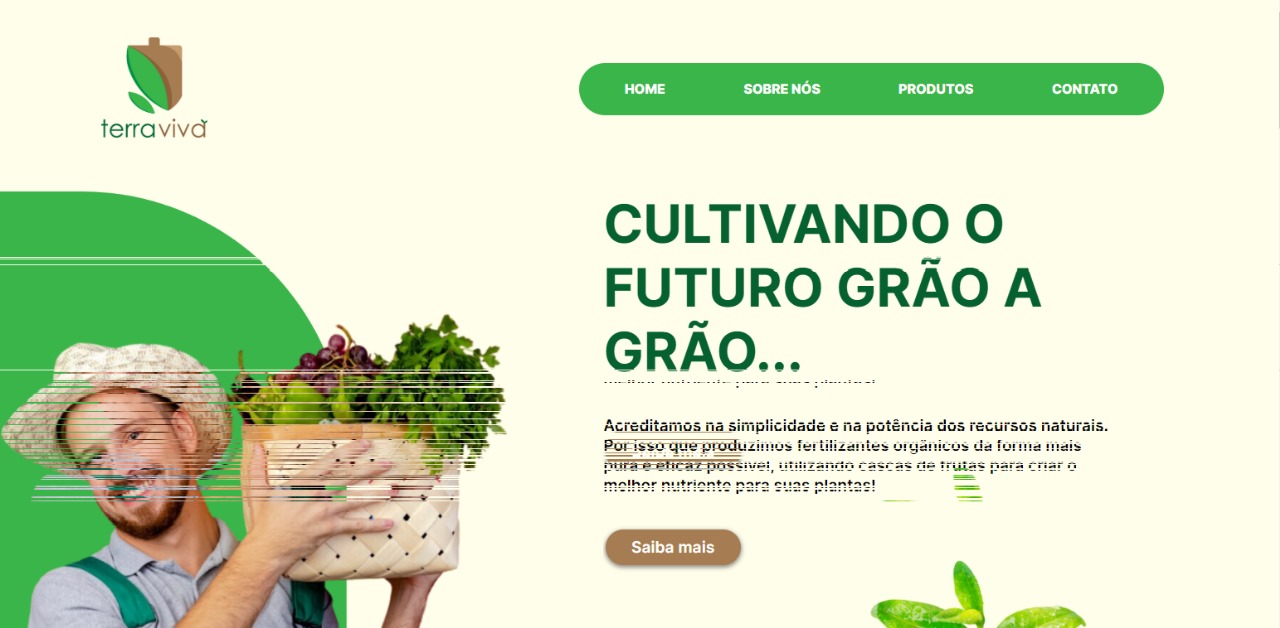 terraviva
HOME SOBRE NÓS PRODUTOS CONTATO
CULTIVANDO O
FUTURO GRÃO A
GRÃO...
Acreditamos na simplicidade e na potência dos recursos naturais.
Por isso que produzimos fertilizantes orgânicos da forma mais
pura e eficaz possível, utilizando cascas de frutas para criar o
melhor nutriente para suas plantas!
Saiba mais